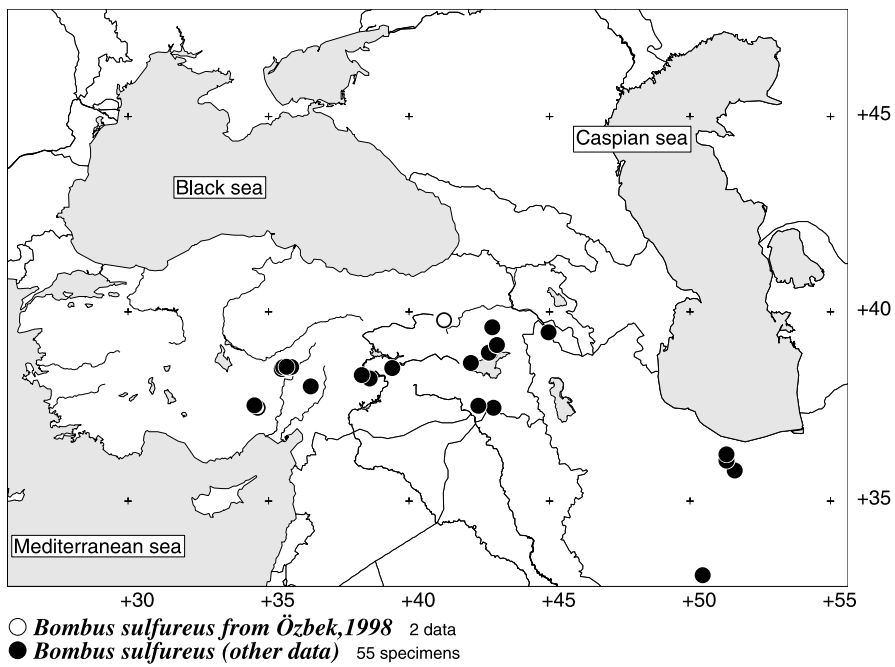 +45
Caspian sea
Black sea
+40
+35
Mediterranean sea
+30 +35 +40 +45 +50 +55
Bombus sulfureus from Özbek,1998 2 data
Bombus sulfureus (other data) 55 specimens